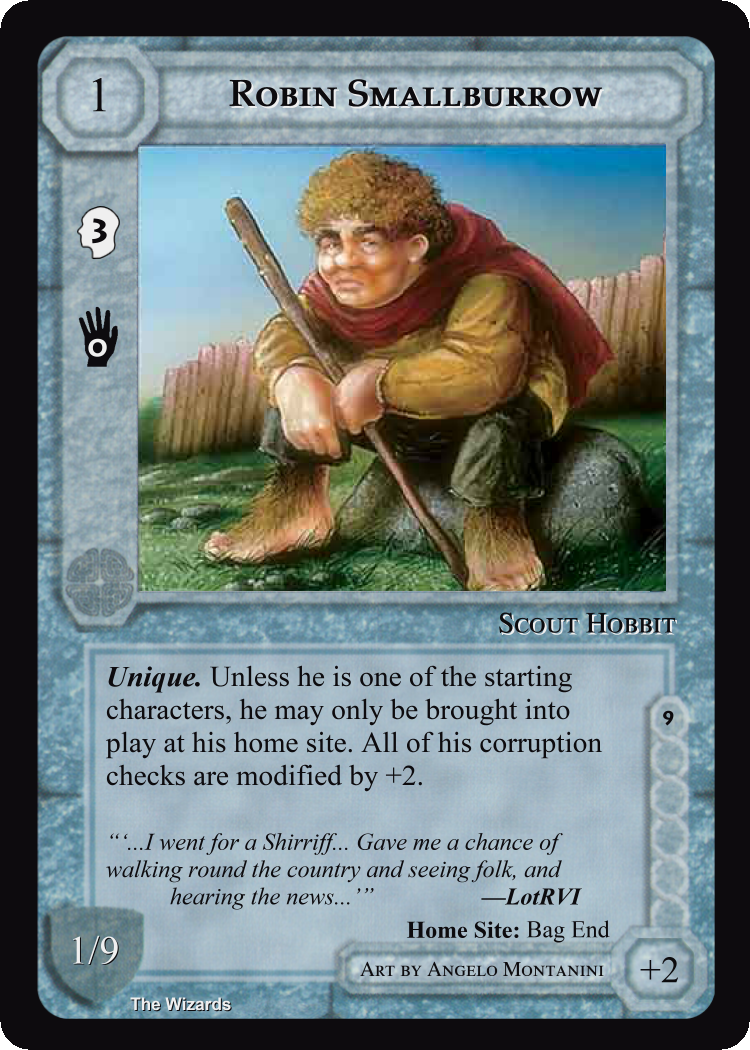 1
Robin Smallburrow
3
0
Scout Hobbit
Unique. Unless he is one of the starting
characters, he may only be brought into
play at his home site. All of his corruption
checks are modified by +2.
9
“‘...I went for a Shirriff... Gave me a chance of
walking round the country and seeing folk, and
hearing the news...’” —LotRVI
Home Site: Bag End
1/9
Art by Angelo Montanini
+2
The Wizards